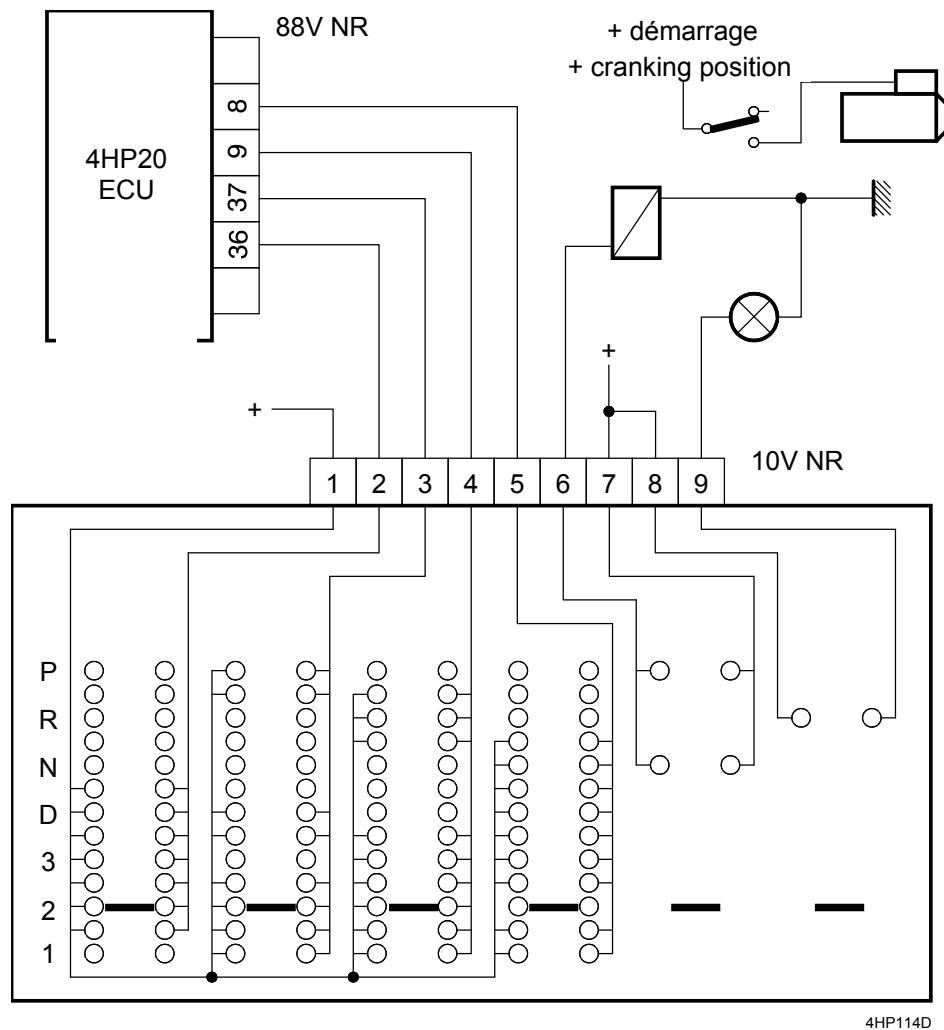 88V NR
+ démarrage
+ cranking position
4HP20
ECU
8
9
37
36
+
+
10V NR
1 2 3 4 5 6 7 8 9
P
R
N
D
3
2
1
4HP114D